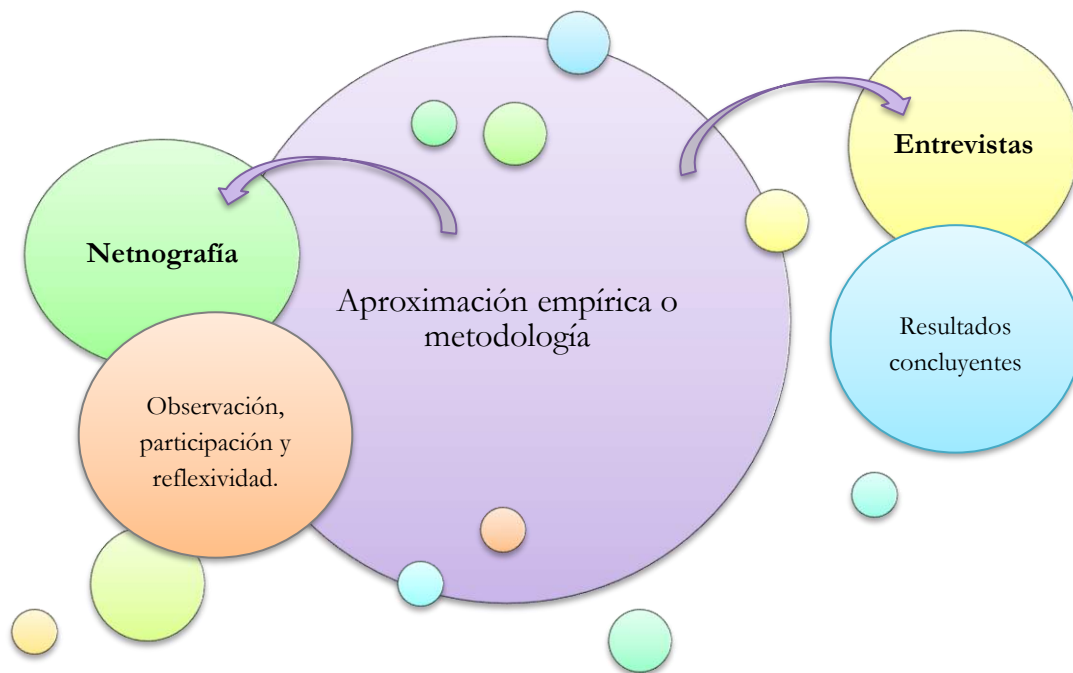 Netnografía
Observación,
participación y
reflexividad.
Aproximación empírica o
metodología
Entrevistas
Resultados
concluyentes